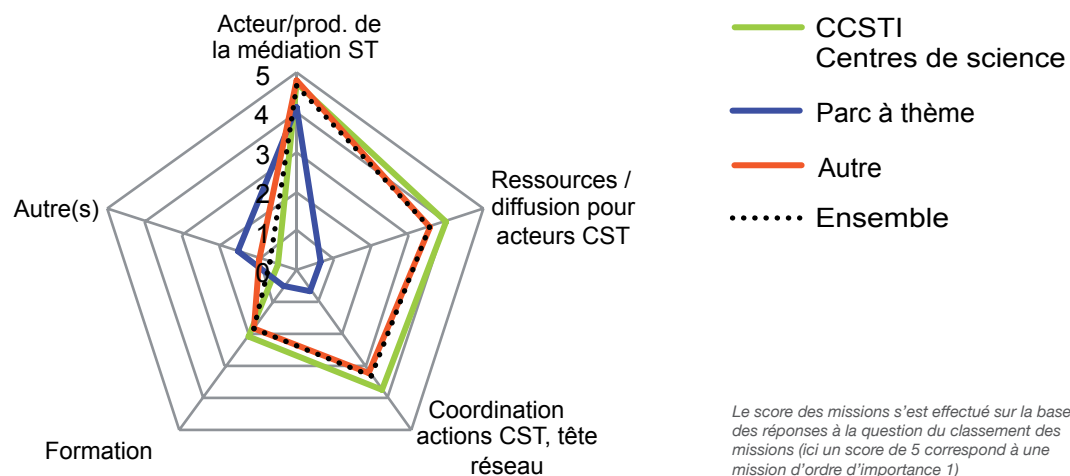 Acteur/prod. de
la médiation ST
5
4
3
2
1
0
Ressources /
diffusion pour
acteurs CST
Coordination
actions CST, tête
réseau
Formation
Autre(s)
CCSTI
Centres de science
Parc à thème
Autre
Ensemble
Le score des missions s’est effectué sur la base
des réponses à la question du classement des
missions (ici un score de 5 correspond à une
mission d’ordre d’importance 1)